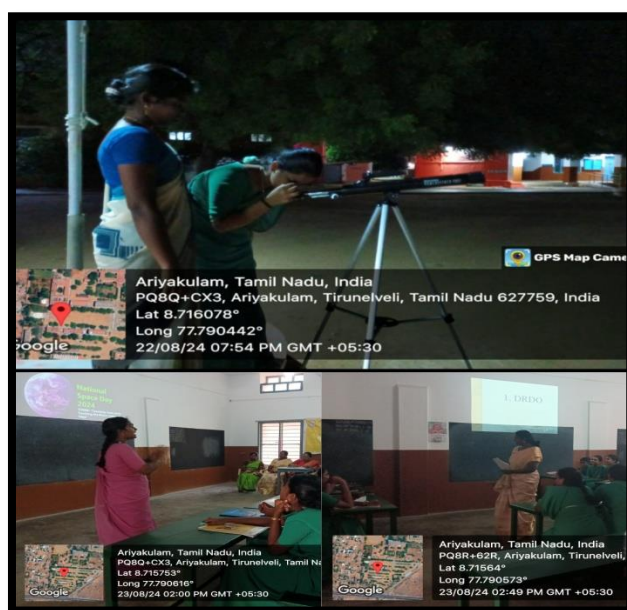 GPS Map Came
Ariyakulam, Tamil Nadu, India
PQ8Q+CX3, Ariyakulam, Tirunelveli, Tamil Nadu 627759, India
Lat 8.716078°
Long 77.790442°
22/08/24 07:54 PM GMT +05:30
Google
National
Space Day
2024
Ariyakulam, Tamil Nadu, India
PQ8Q+CX3, Ariyakulam, Tirunelveli, Tamil Na
Lat 8.715753°
Long 77.790616°
23/08/24 02:00 PM GMT +05:30
Google
1. DRDO
Ariyakulam, Tamil Nadu, India
PQ8R+62R, Ariyakulam, Tirunelveli,
Lat 8.71564°
Long 77.790573°
23/08/24 02:49 PM GMT +05:30
Google